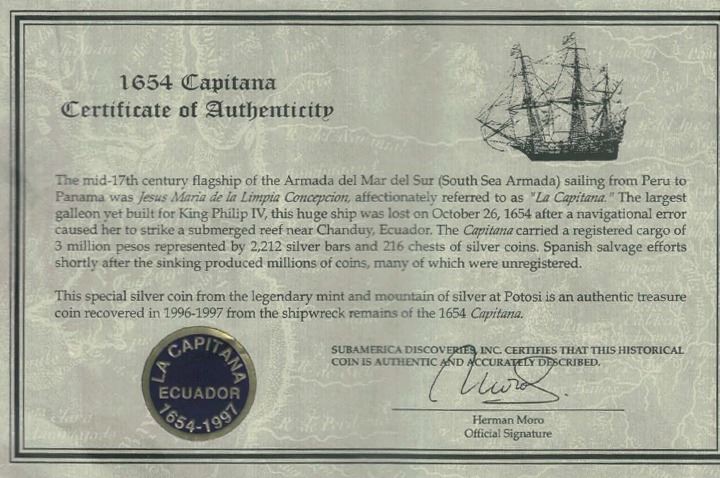 1654 Capitana
Certificate of Authenticity
The mid-17th century flagship of the Armada del Mar del Sur (South Sea Armada) sailing from Peru to
Panama was Jesus Maria de la Limpia Concepcion, affectionately referred to as "La Capitana." The largest
galleon yet built for King Philip IV, this huge ship was lost on October 26, 1654 after a navigational error
caused her to strike a submerged reef near Chanduy, Ecuador. The Capitana carried a registered cargo of
3 million pesos represented by 2,212 silver bars and 216 chests of silver coins. Spanish salvage efforts
shortly after the sinking produced millions of coins, many of which were unregistered.
This special silver coin from the legendary mint and mountain of silver at Potosi is an authentic treasure
coin recovered in 1996-1997 from the shipwreck remains of the 1654 Capitana.
LA CAPITANA
ECUADOR
1654-1997
SUBAMERICA DISCOVERIES, INC. CERTIFIES THAT THIS HISTORICAL
COIN IS AUTHENTIC AND ACCURATELY DESCRIBED.
Moro
Herman Moro
Official Signature